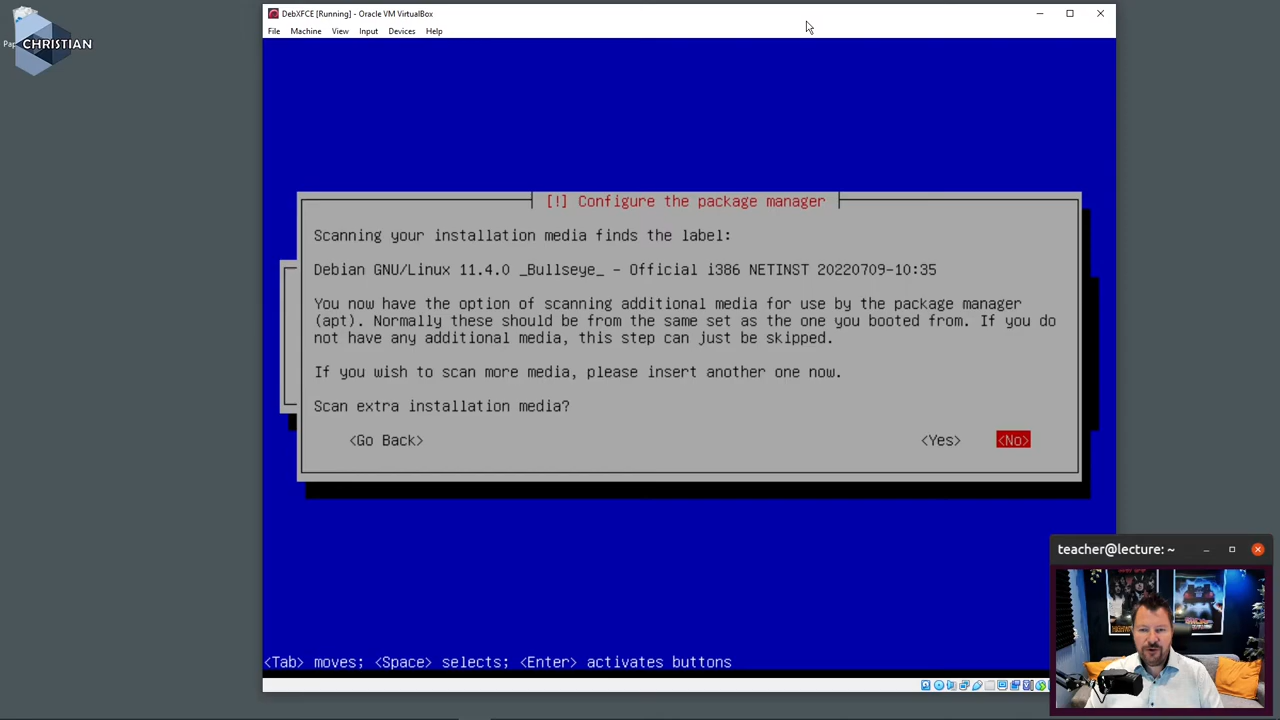 DebXFCE [Running] - Oracle VM VirtualBox
File Machine View Input Devices Help
CHRISTIAN
[!] Configure the package manager
Scanning your installation media finds the label:
Debian GNU/Linux 11.4.0 _Bullseye_ - Official i386 NETINST 20220709-10:35
You now have the option of scanning additional media for use by the package manager
(apt). Normally these should be from the same set as the one you booted from. If you do
not have any additional media, this step can just be skipped.
If you wish to scan more media, please insert another one now.
Scan extra installation media?
<Go Back> <Yes> <No>
teacher@lecture: ~
<Tab> moves; <Space> selects; <Enter> activates buttons